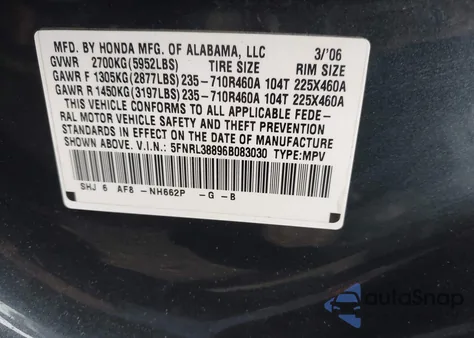 MFD. BY HONDA MFG. OF ALABAMA, LLC 3/'06
GVWR 2700KG(5952LBS) TIRE SIZE RIM SIZE
GAWR F 1305KG(2877LBS)235-710R460A 104T 225X460A
GAWR R 1450KG(3197LBS)235-710R460A 104T 225X460A
THIS VEHICLE CONFORMS TO ALL APPLICABLE FEDE-
RAL MOTOR VEHICLE SAFETY AND THEFT PREVENTION
STANDARDS IN EFFECT ON THE DATE OF MANUFACTURE
SHOWN ABOVE. V.I.N.: 5FNRL38896B083030 TYPE:MPV
SHJ 6 AF8 -NH662P -G -B
autoSnap